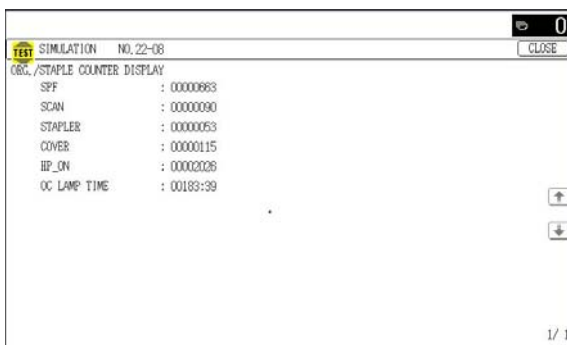 0
TEST SIMULATION NO.22-08 CLOSE
ORG./STAPLE COUNTER DISPLAY
SPF : 00000663
SCAN : 00000090
STAPLER : 00000053
COVER : 00000115
HP_ON : 00002026
OC LAMP TIME : 00183:39
1/ 1